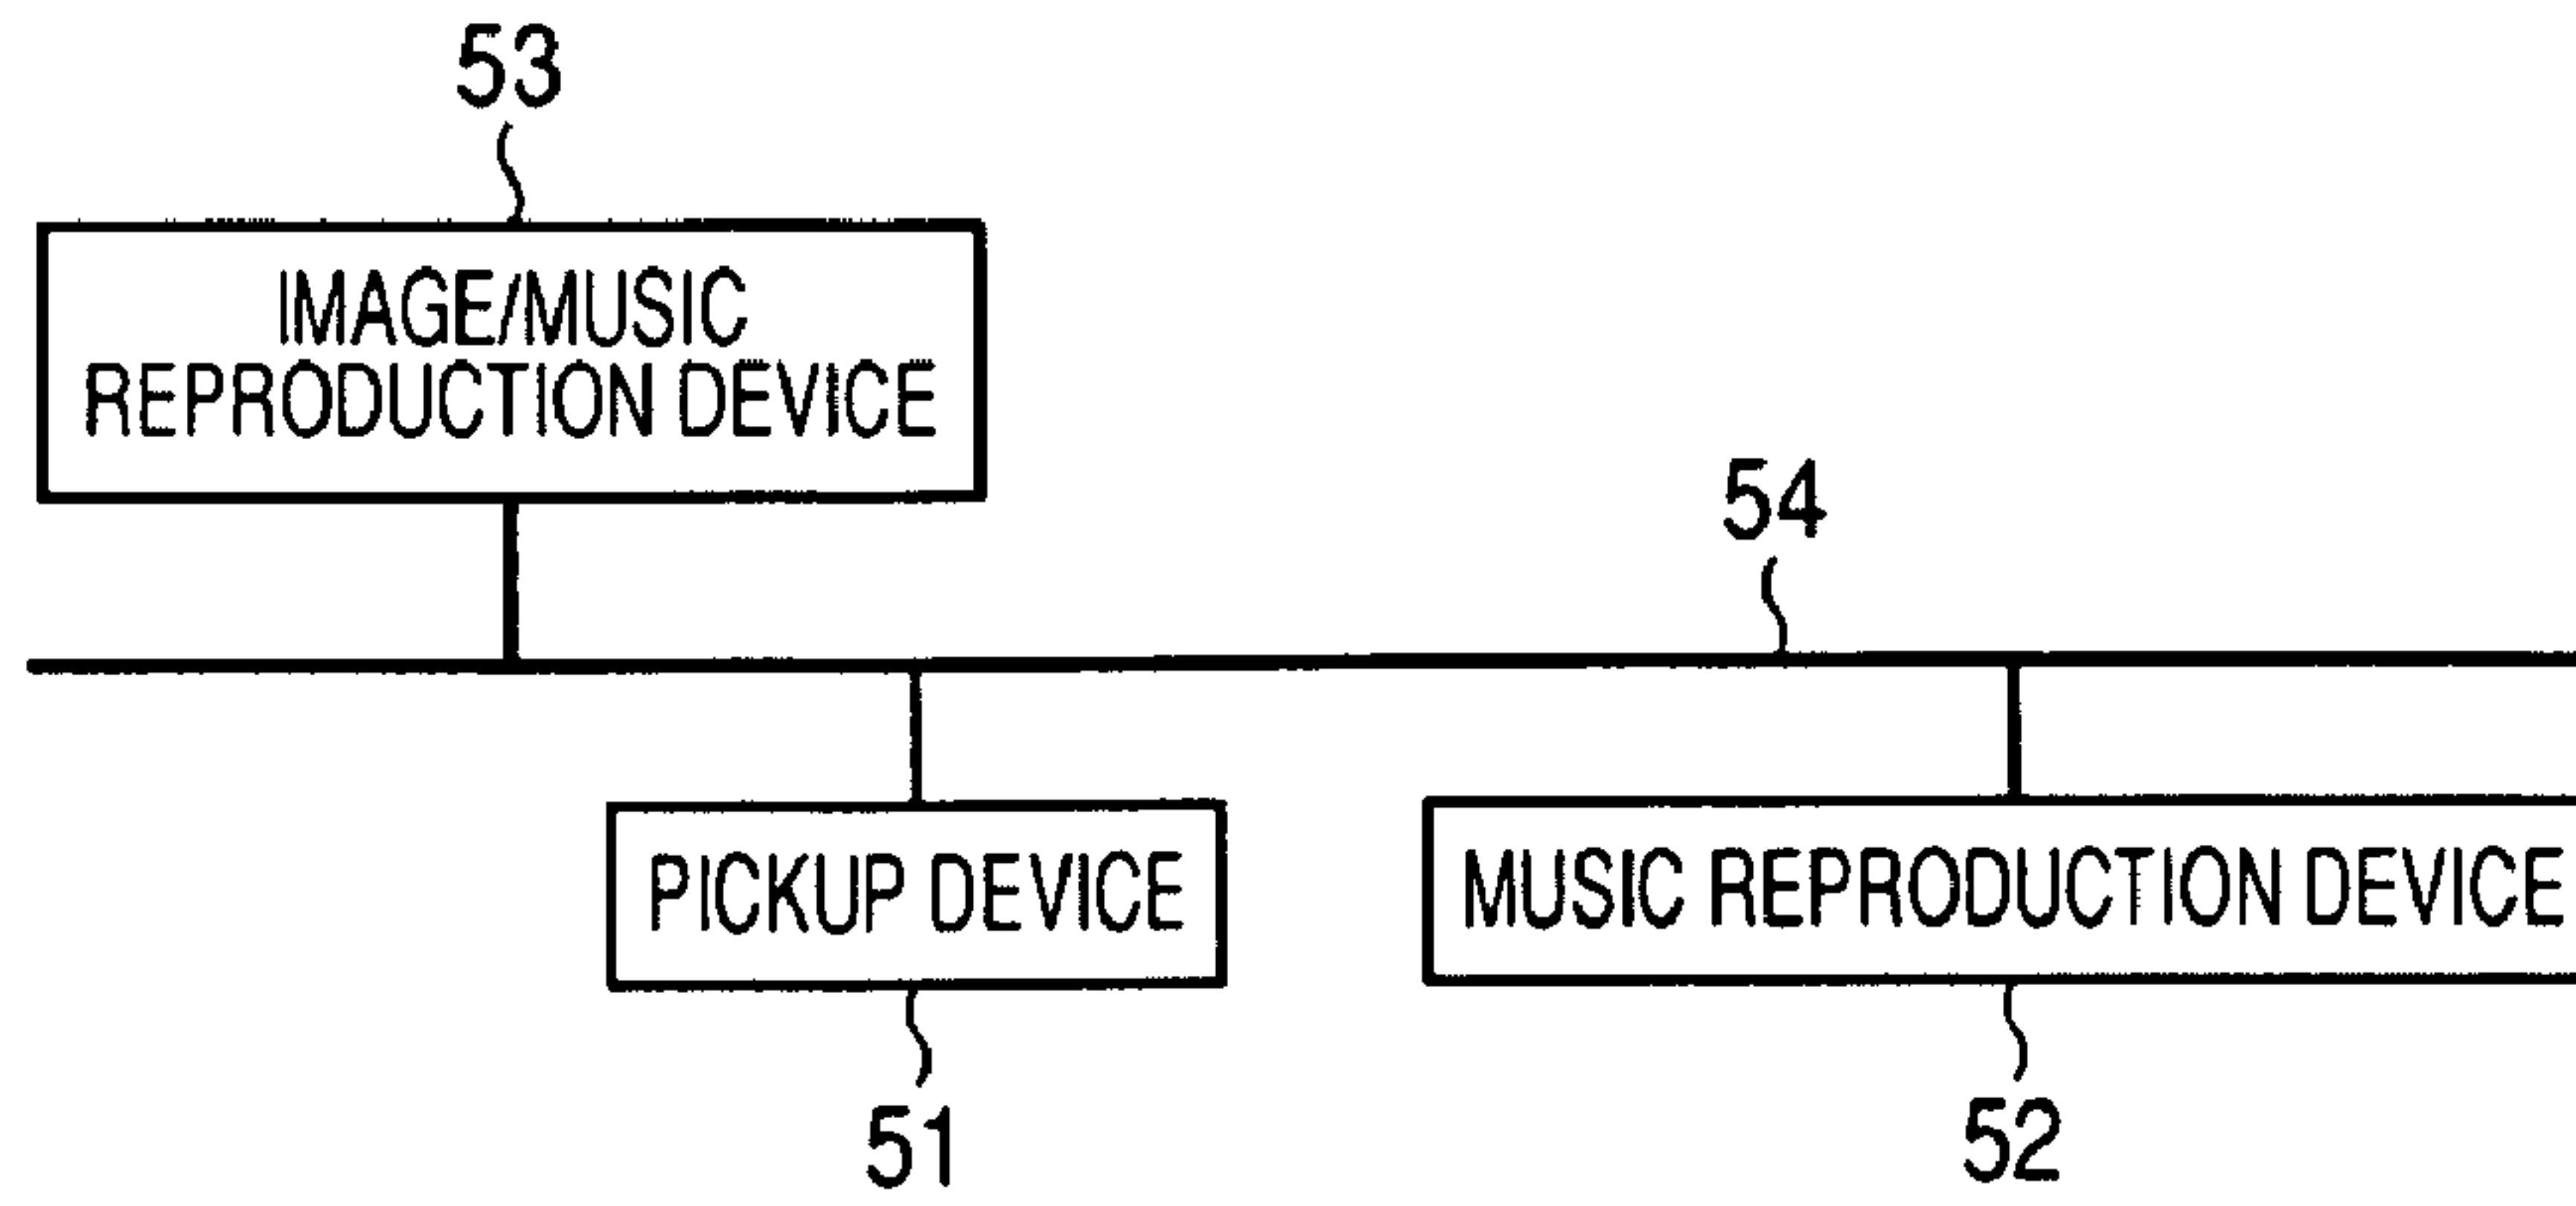 53
IMAGE/MUSIC
REPRODUCTION DEVICE
54
PICKUP DEVICE
MUSIC REPRODUCTION DEVICE
51
52